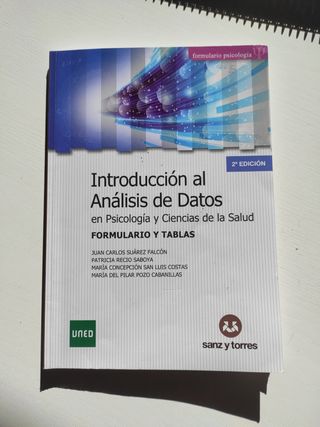 formulario psicología
2ª EDICIÓN
Introducción al
Análisis de Datos
en Psicología y Ciencias de la Salud
FORMULARIO Y TABLAS
JUAN CARLOS SUÁREZ FALCÓN
PATRICIA RECIO SABOYA
MARÍA CONCEPCIÓN SAN LUIS COSTAS
MARÍA DEL PILAR POZO CABANILLAS
UNED
sanz y torres